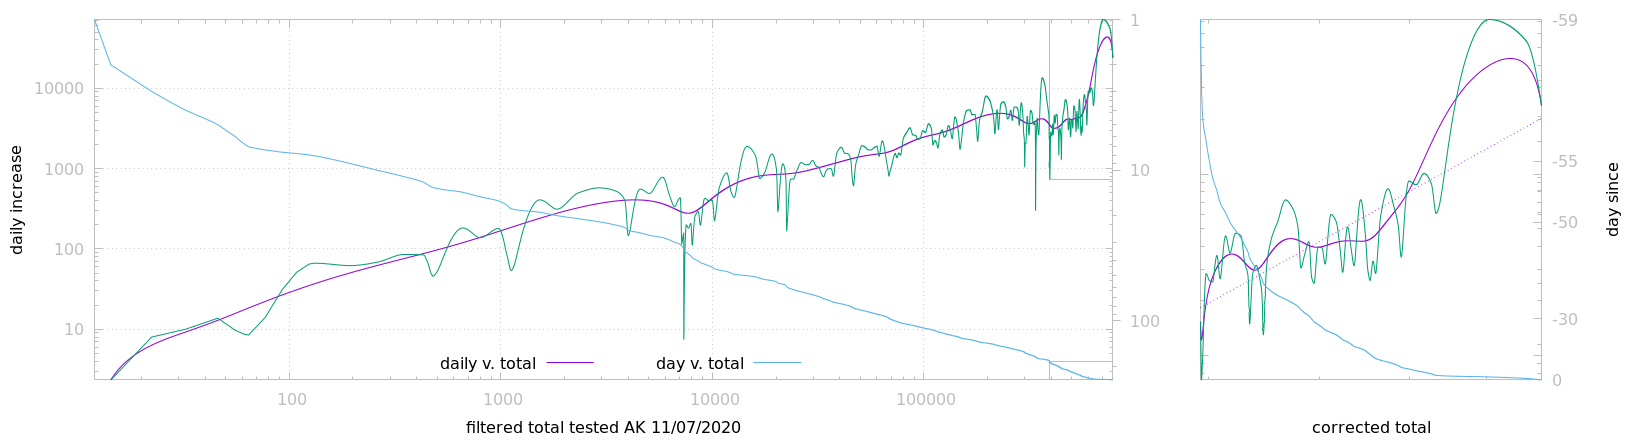 daily increase
10000
1000
100
10
100
1000
10000
100000
1
10
100
daily v. total
day v. total
filtered total tested AK 11/07/2020
-59
-55
-50
-30
0
day since
corrected total